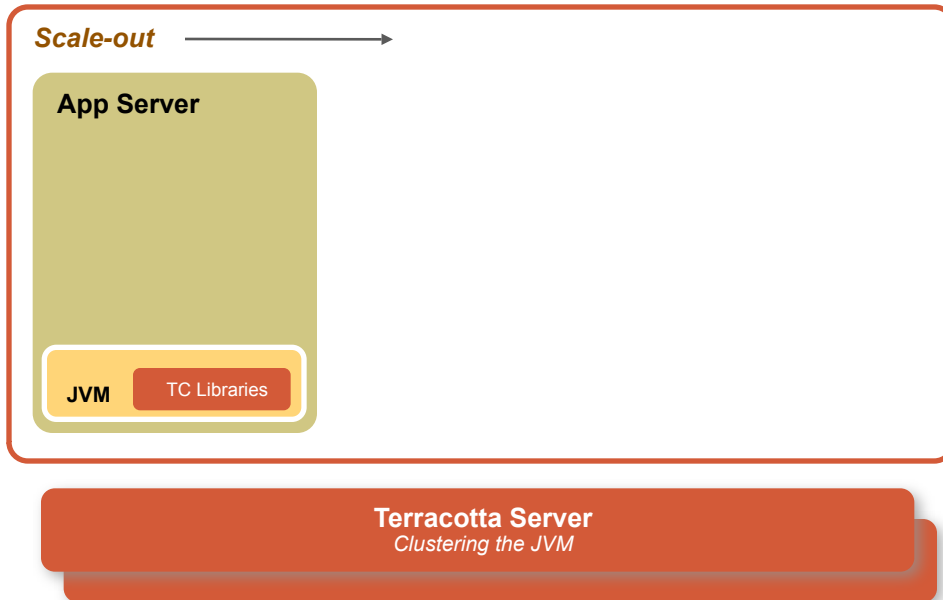 Scale-out
App Server
JVM
TC Libraries
Terracotta Server
Clustering the JVM